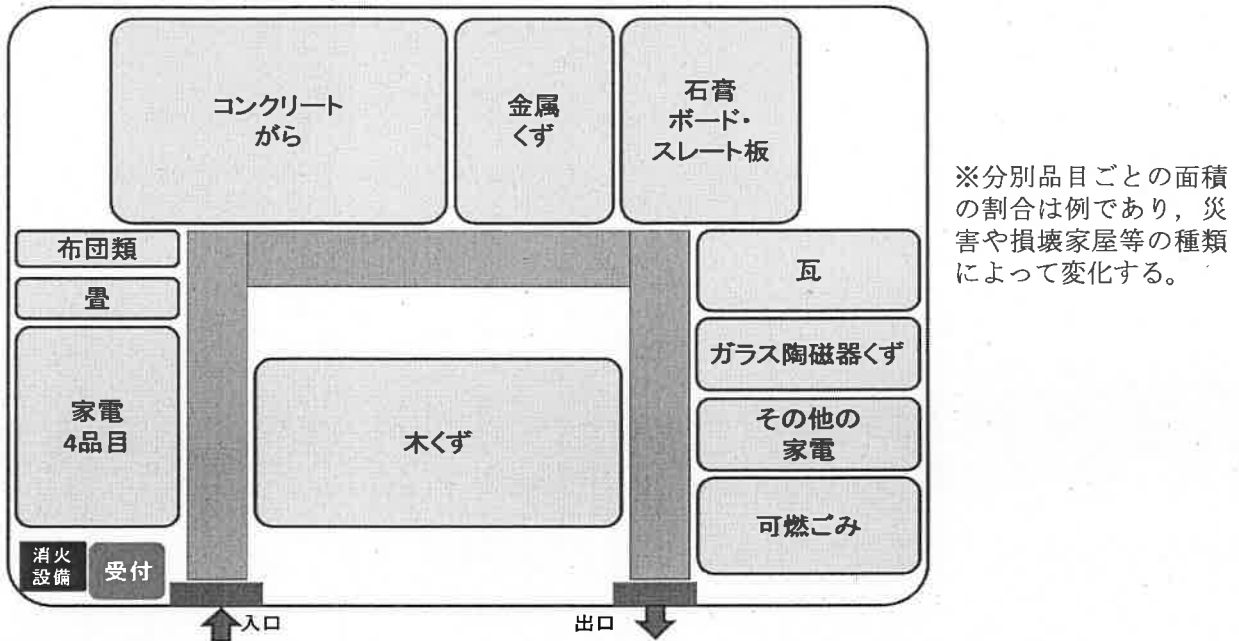 コンクリート
がら
金属
くず
石膏
ボード・
スレート板
※分別品目ごとの面積
の割合は例であり，災
害や損壊家屋等の種類
によって変化する。
布団類
畳
家電
4品目
木くず
瓦
ガラス陶磁器くず
その他の
家電
可燃ごみ
消火
設備
受付
入口
出口